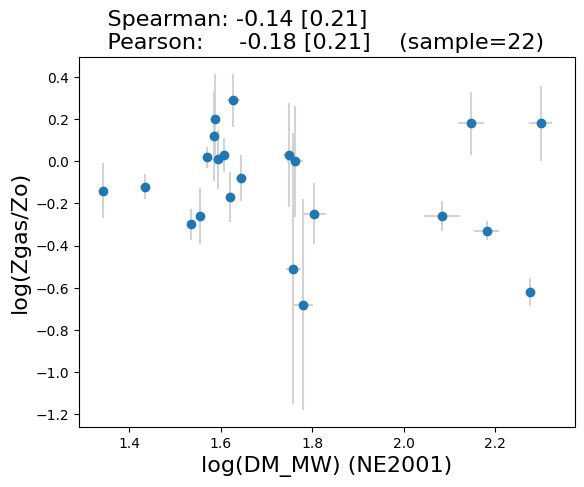 Spearman: -0.14 [0.21]
Pearson: -0.18 [0.21] (sample=22)
0.4
0.2
0.0
−0.2
−0.4
−0.6
−0.8
−1.0
−1.2
log(Zgas/Zo)
1.4 1.6 1.8 2.0 2.2
log(DM_MW) (NE2001)